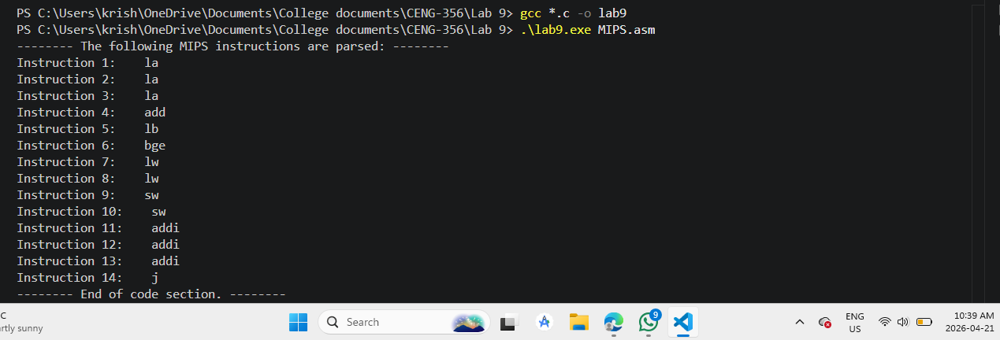 PS C:\Users\krish\OneDrive\Documents\College documents\CENG-356\Lab 9> gcc *.c -o lab9
PS C:\Users\krish\OneDrive\Documents\College documents\CENG-356\Lab 9> .\lab9.exe MIPS.asm
-------- The following MIPS instructions are parsed: --------
Instruction 1:    la
Instruction 2:    la
Instruction 3:    la
Instruction 4:    add
Instruction 5:    lb
Instruction 6:    bge
Instruction 7:    lw
Instruction 8:    lw
Instruction 9:    sw
Instruction 10:    sw
Instruction 11:    addi
Instruction 12:    addi
Instruction 13:    addi
Instruction 14:    j
-------- End of code section. --------
C
artly sunny
Search
9
ENG
US
10:39 AM
2026-04-21